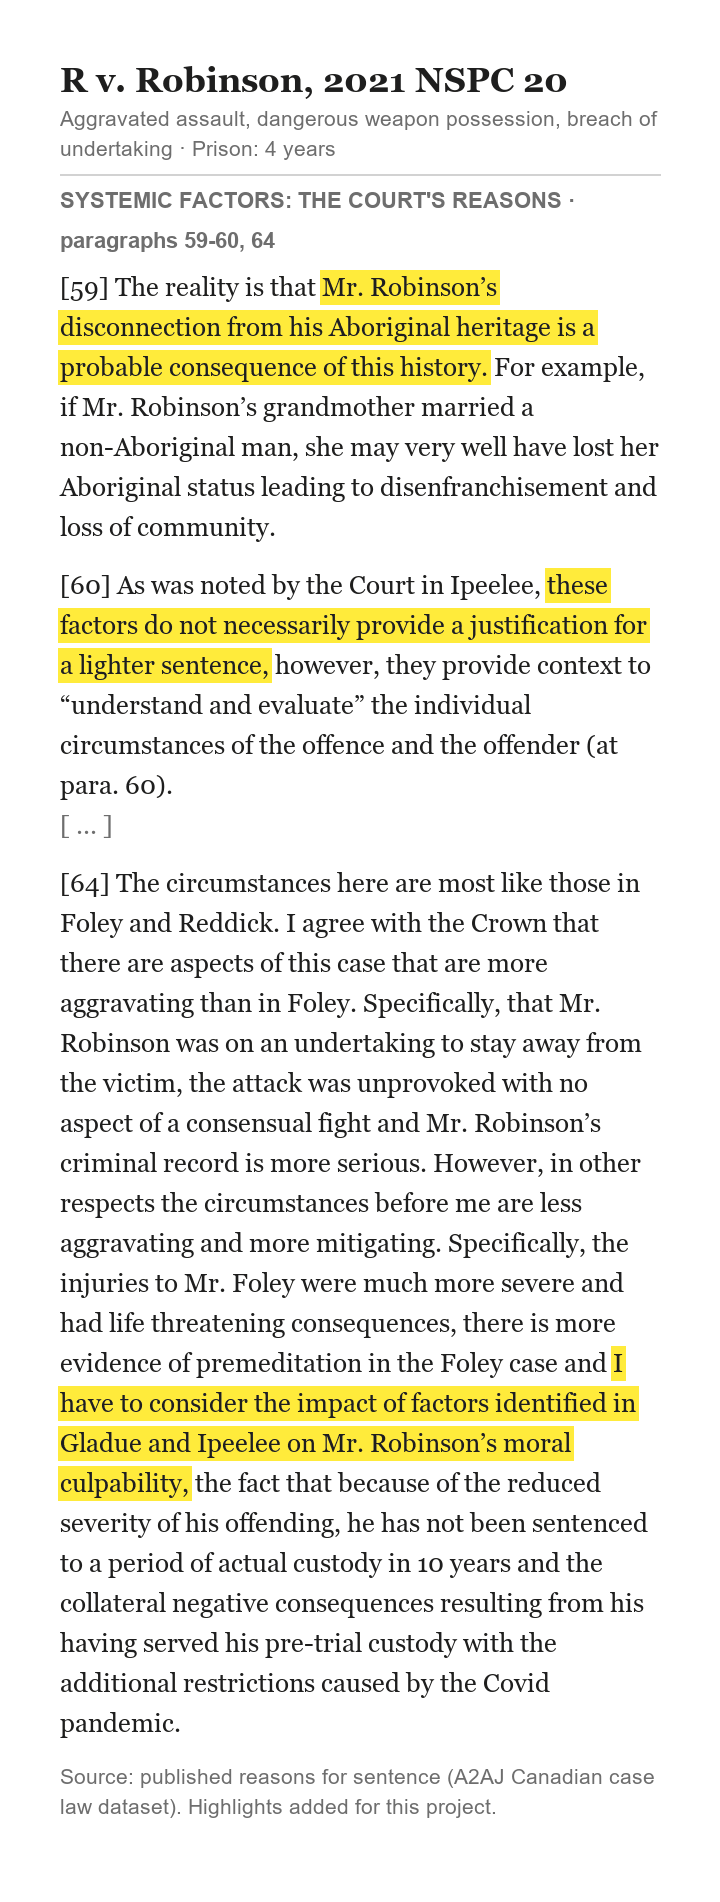 R v. Robinson, 2021 NSPC 20
Aggravated assault, dangerous weapon possession, breach of
undertaking · Prison: 4 years
SYSTEMIC FACTORS: THE COURT'S REASONS ·
paragraphs 59-60, 64
[59] The reality is that Mr. Robinson’s
disconnection from his Aboriginal heritage is a
probable consequence of this history. For example,
if Mr. Robinson’s grandmother married a
non-Aboriginal man, she may very well have lost her
Aboriginal status leading to disenfranchisement and
loss of community.
[60] As was noted by the Court in Ipeelee, these
factors do not necessarily provide a justification for
a lighter sentence, however, they provide context to
“understand and evaluate” the individual
circumstances of the offence and the offender (at
para. 60).
[ ... ]
[64] The circumstances here are most like those in
Foley and Reddick. I agree with the Crown that
there are aspects of this case that are more
aggravating than in Foley. Specifically, that Mr.
Robinson was on an undertaking to stay away from
the victim, the attack was unprovoked with no
aspect of a consensual fight and Mr. Robinson’s
criminal record is more serious. However, in other
respects the circumstances before me are less
aggravating and more mitigating. Specifically, the
injuries to Mr. Foley were much more severe and
had life threatening consequences, there is more
evidence of premeditation in the Foley case and I
have to consider the impact of factors identified in
Gladue and Ipeelee on Mr. Robinson’s moral
culpability, the fact that because of the reduced
severity of his offending, he has not been sentenced
to a period of actual custody in 10 years and the
collateral negative consequences resulting from his
having served his pre-trial custody with the
additional restrictions caused by the Covid
pandemic.
Source: published reasons for sentence (A2AJ Canadian case
law dataset). Highlights added for this project.